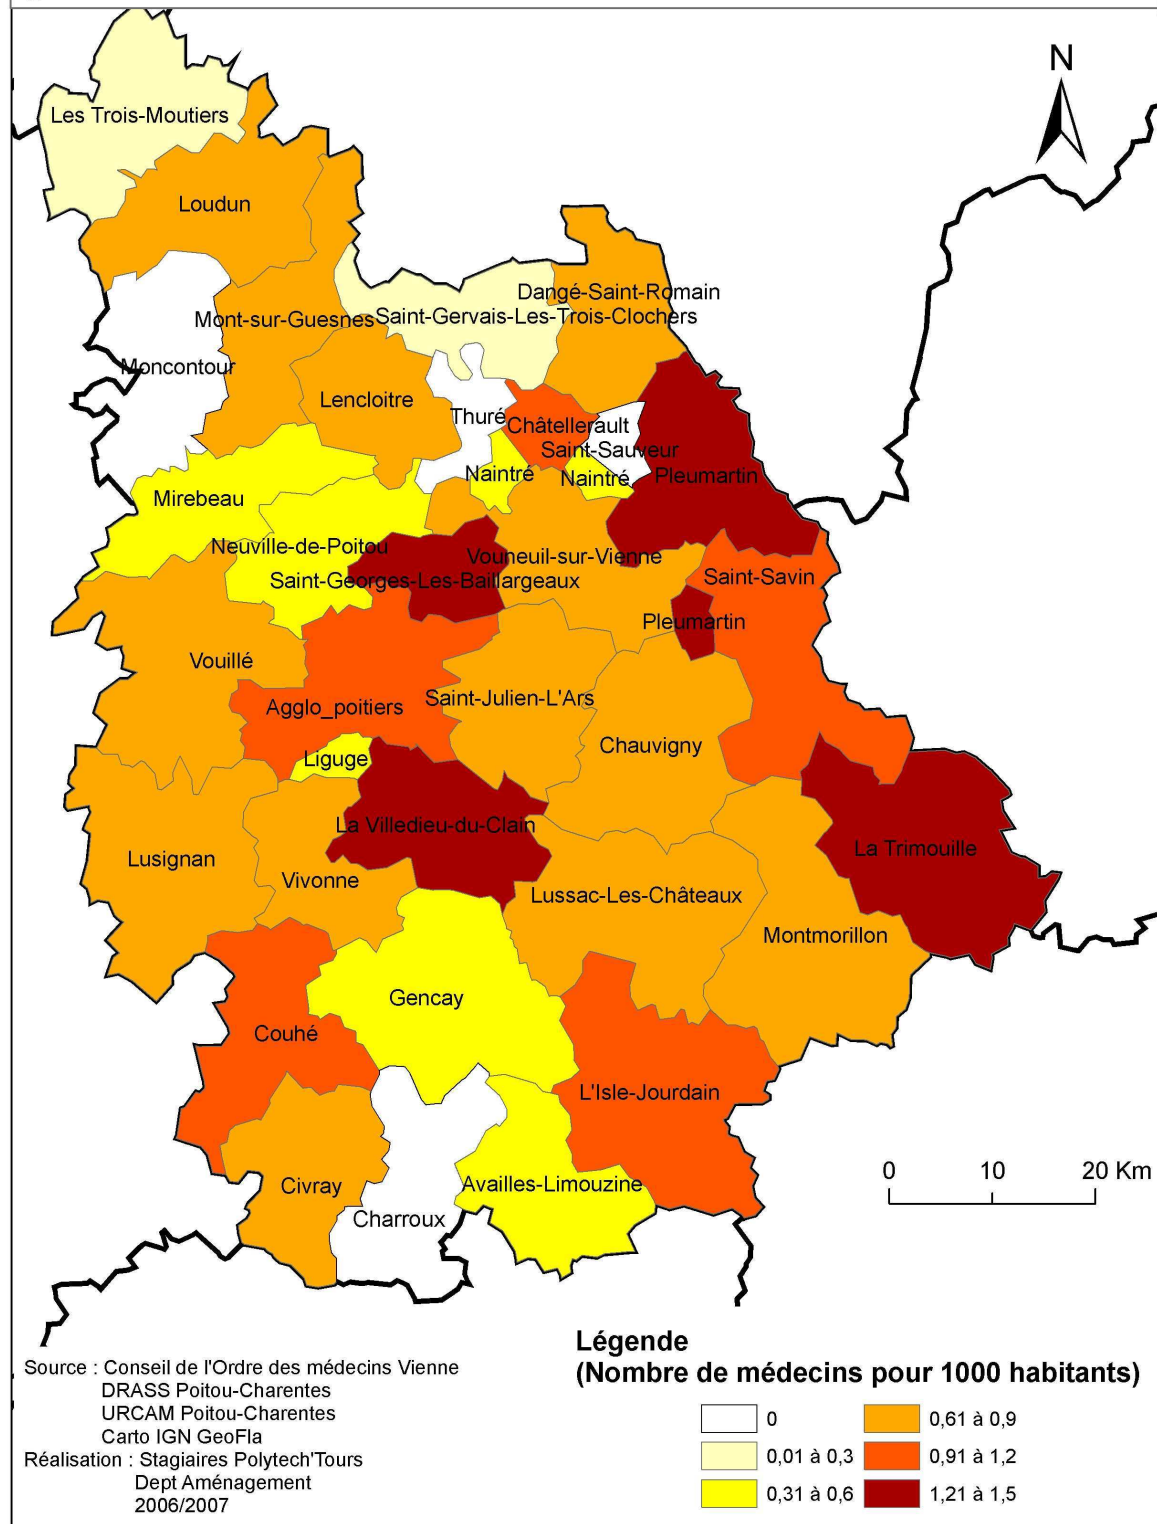 N
Les Trois-Moutiers
Loudun
Dangé-Saint-Romain
Mont-sur-Guesnes
Saint-Gervais-Les-Trois-Clochers
Moncontour
Lencloitre
Thuré
Châtellerault
Saint-Sauveur
Naintré
Naintré
Pleumartin
Mirebeau
Neuville-de-Poitou
Vouneuil-sur-Vienne
Saint-Georges-Les-Baillargeaux
Saint-Savin
Pleumartin
Vouillé
Agglo_poitiers
Saint-Julien-L'Ars
Chauvigny
Liguge
La Villedieu-du-Clain
La Trimouille
Lusignan
Vivonne
Lussac-Les-Châteaux
Montmorillon
Gencay
Couhé
L'Isle-Jourdain
Civray
Availles-Limouzine
Charroux
0 10 20 Km
Légende
(Nombre de médecins pour 1000 habitants)
0
0,01 à 0,3
0,31 à 0,6
0,61 à 0,9
0,91 à 1,2
1,21 à 1,5
Source : Conseil de l'Ordre des médecins Vienne
DRASS Poitou-Charentes
URCAM Poitou-Charentes
Carto IGN GeoFla
Réalisation : Stagiaires Polytech'Tours
Dept Aménagement
2006/2007